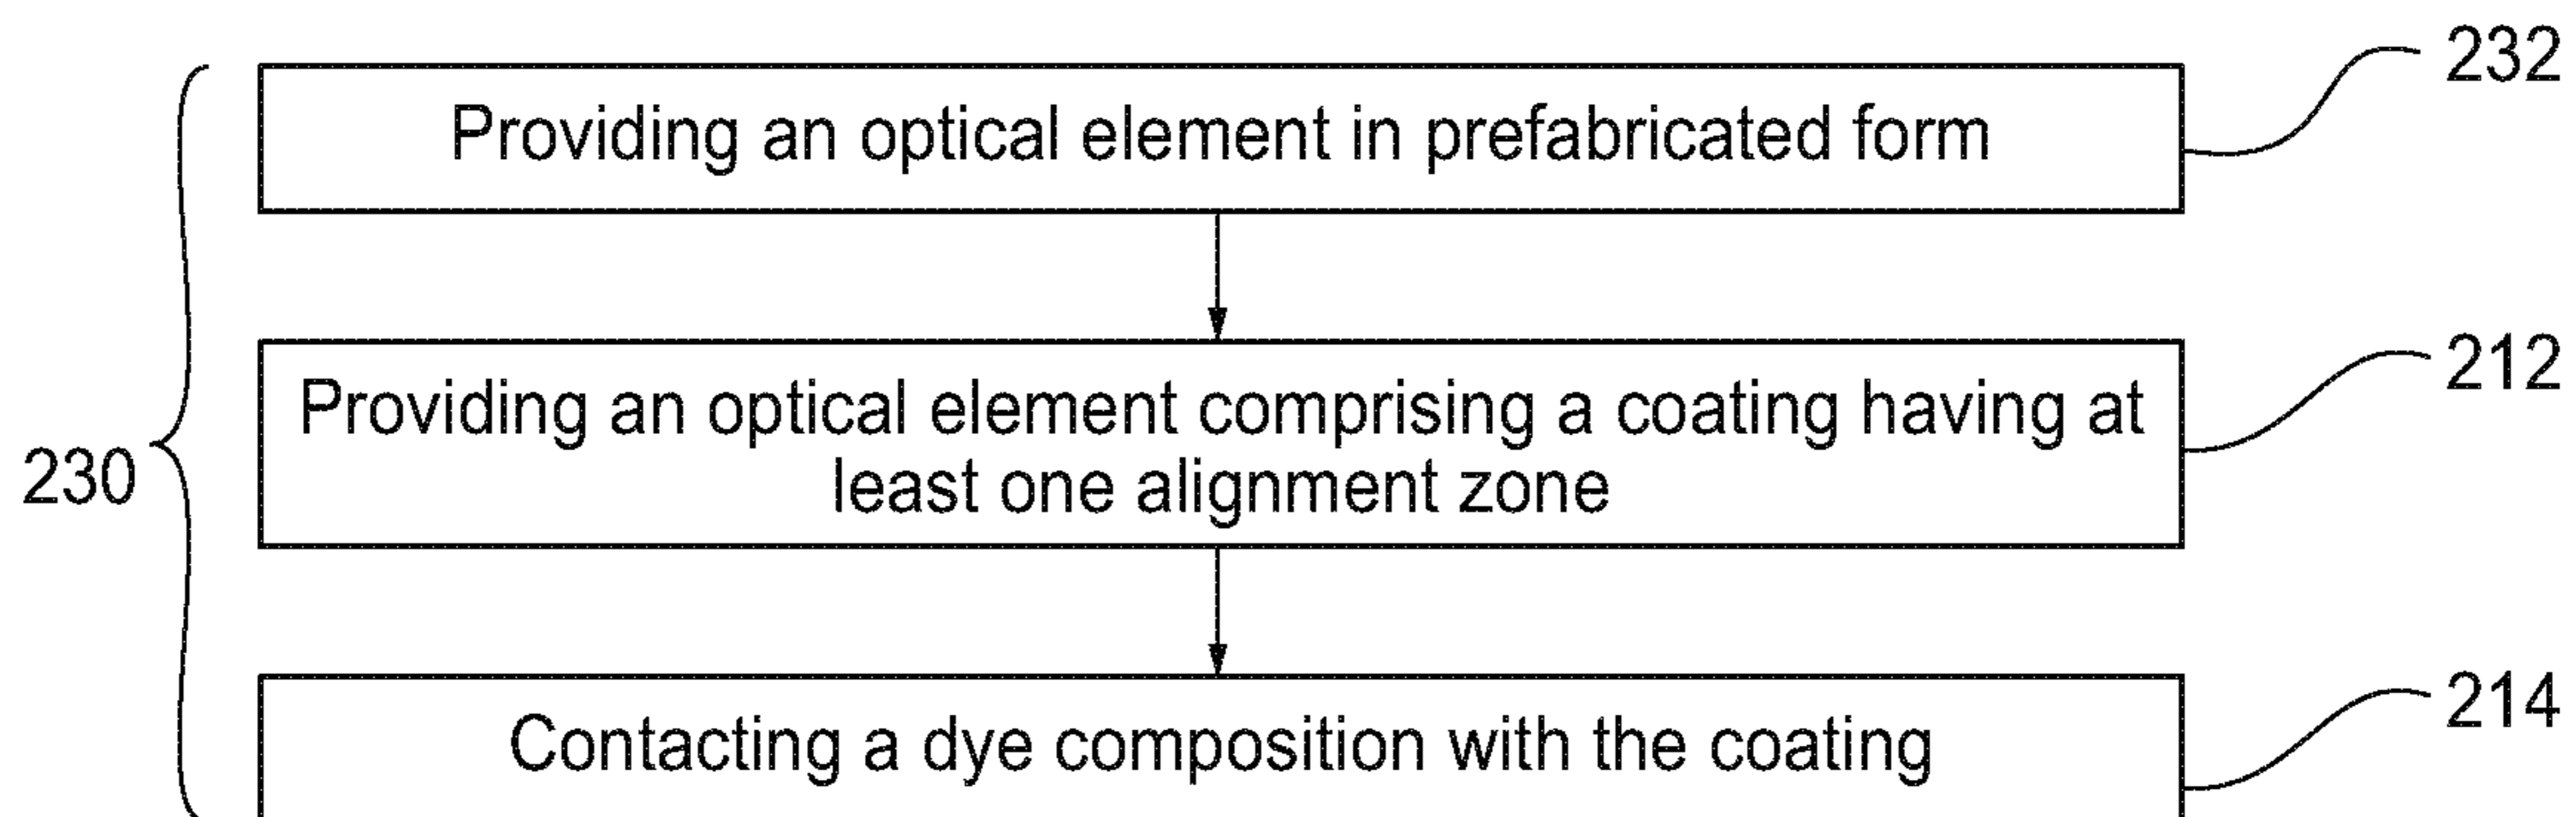 232
Providing an optical element in prefabricated form
212
Providing an optical element comprising a coating having at
least one alignment zone
230
214
Contacting a dye composition with the coating